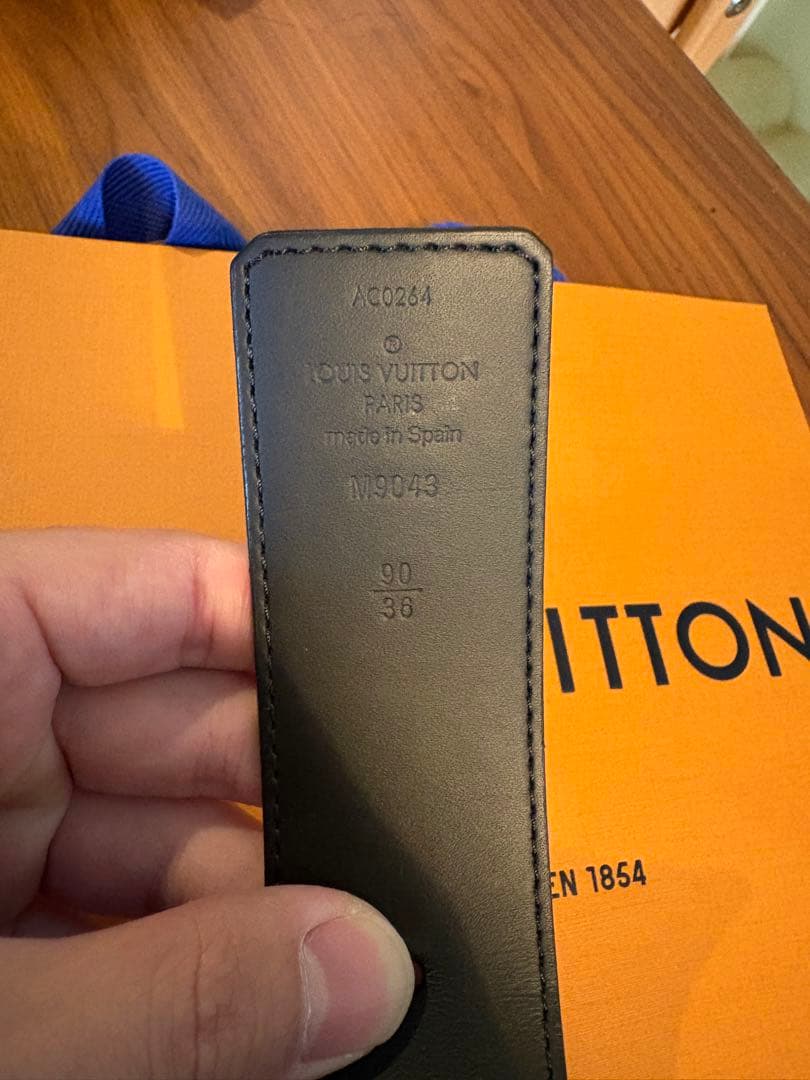 AC0264
®
LOUIS VUITTON
PARIS
made in Spain
M9043
90
36
ITTON
EN 1854